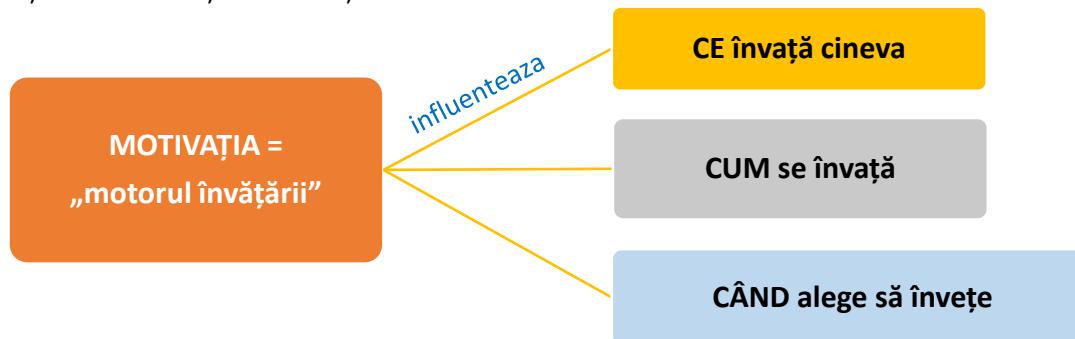 MOTIVAȚIA =
„motorul învățării”
influenteaza
CE învață cineva
CUM se învață
CÂND alege să învețe